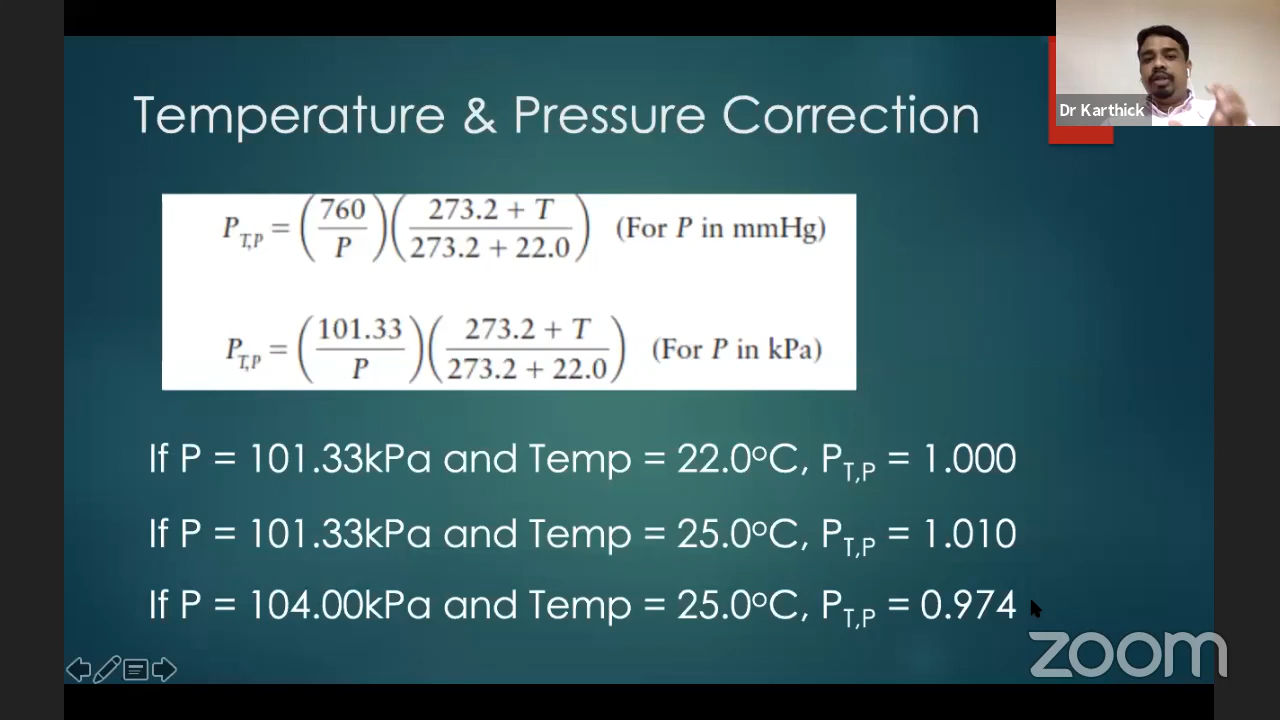 Temperature & Pressure Correction
Dr Karthick
P_T,P = (760 / P)((273.2 + T) / (273.2 + 22.0)) (For P in mmHg)
P_T,P = (101.33 / P)((273.2 + T) / (273.2 + 22.0)) (For P in kPa)
If P = 101.33kPa and Temp = 22.0°C, P_T,P = 1.000
If P = 101.33kPa and Temp = 25.0°C, P_T,P = 1.010
If P = 104.00kPa and Temp = 25.0°C, P_T,P = 0.974
zoom